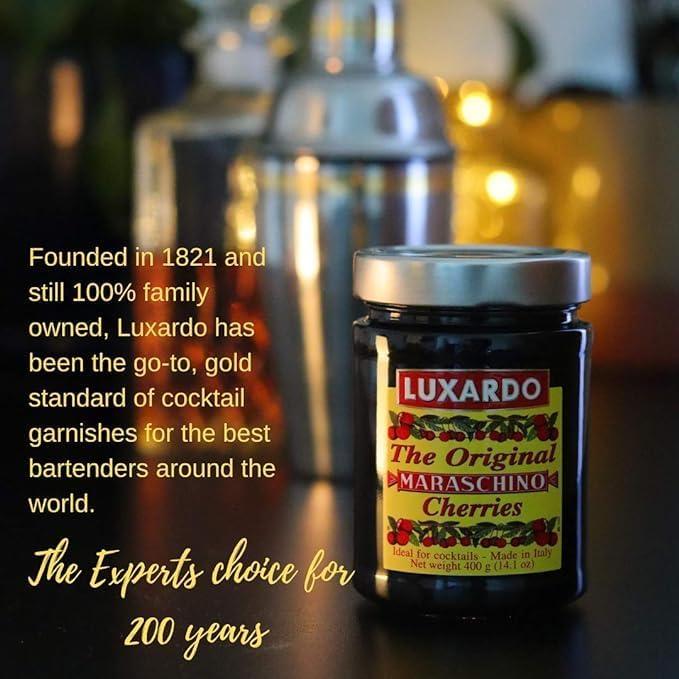 Founded in 1821 and
still 100% family
owned, Luxardo has
been the go-to, gold
standard of cocktail
garnishes for the best
bartenders around the
world.
The Experts choice for
200 years
LUXARDO
The Original
MARASCHINO
Cherries
Ideal for cocktails - Made in Italy
Net weight 400 g (14.1 oz)